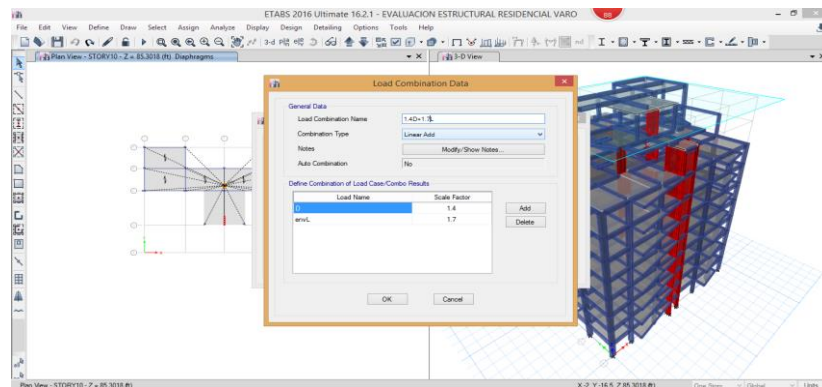 ETABS 2016 Ultimate 16.2.1 - EVALUACION ESTRUCTURAL RESIDENCIAL VARO
File Edit View Define Draw Select Assign Analyze Display Design Detailing Options Tools Help
Plan View - STORY10 - Z = 85.3018 (ft) Diaphragms
3-D View
Load Combination Data
General Data
Load Combination Name 1.4D+1.7L
Combination Type Linear Add
Notes Modify/Show Notes...
Auto Combination No
Define Combination of Load Case/Combo Results
Load Name Scale Factor
D 1.4 Add
envL 1.7 Delete
OK Cancel
Plan View - STORY10 - Z = 85.3018 (ft)
One Story Global Units